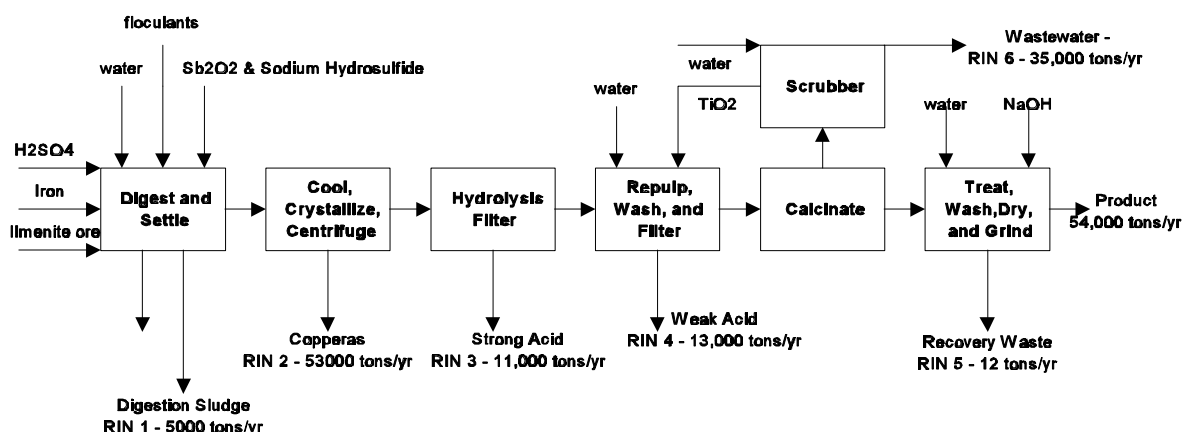 floculants
water
Sb2O2 & Sodium Hydrosulfide
H2SO4
Iron
Ilmenite ore
Digest and
Settle
Digestion Sludge
RIN 1 - 5000 tons/yr
Cool,
Crystallize,
Centrifuge
Copperas
RIN 2 - 53000 tons/yr
Hydrolysis
Filter
Strong Acid
RIN 3 - 11,000 tons/yr
water
TiO2
Repulp,
Wash, and
Filter
Weak Acid
RIN 4 - 13,000 tons/yr
water
Scrubber
Wastewater -
RIN 6 - 35,000 tons/yr
Calcinate
water
NaOH
Treat,
Wash,Dry,
and Grind
Recovery Waste
RIN 5 - 12 tons/yr
Product
54,000 tons/yr